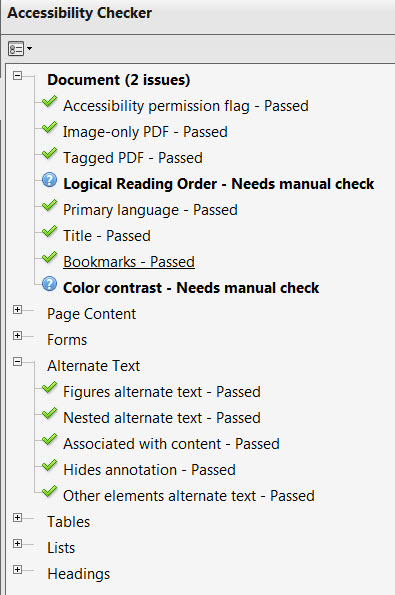 Accessibility Checker
Document (2 issues)
Accessibility permission flag - Passed
Image-only PDF - Passed
Tagged PDF - Passed
Logical Reading Order - Needs manual check
Primary language - Passed
Title - Passed
Bookmarks - Passed
Color contrast - Needs manual check
Page Content
Forms
Alternate Text
Figures alternate text - Passed
Nested alternate text - Passed
Associated with content - Passed
Hides annotation - Passed
Other elements alternate text - Passed
Tables
Lists
Headings